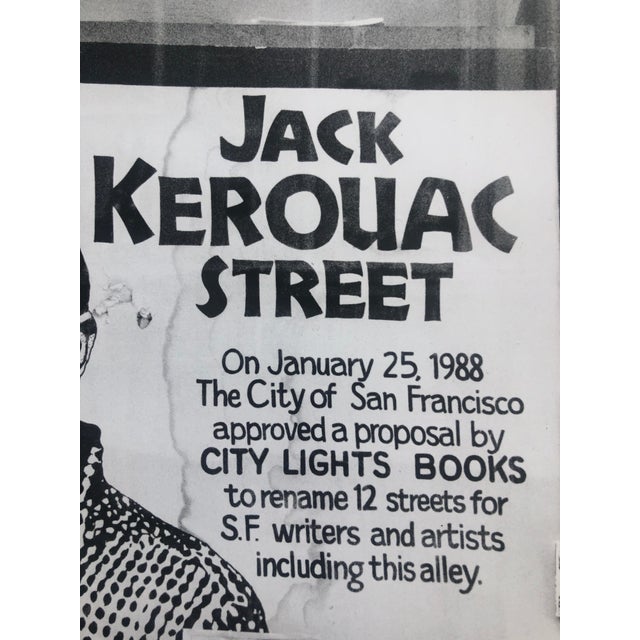 JACK
KEROUAC
STREET
On January 25, 1988
The City of San Francisco
approved a proposal by
CITY LIGHTS BOOKS
to rename 12 streets for
S.F. writers and artists
including this alley.